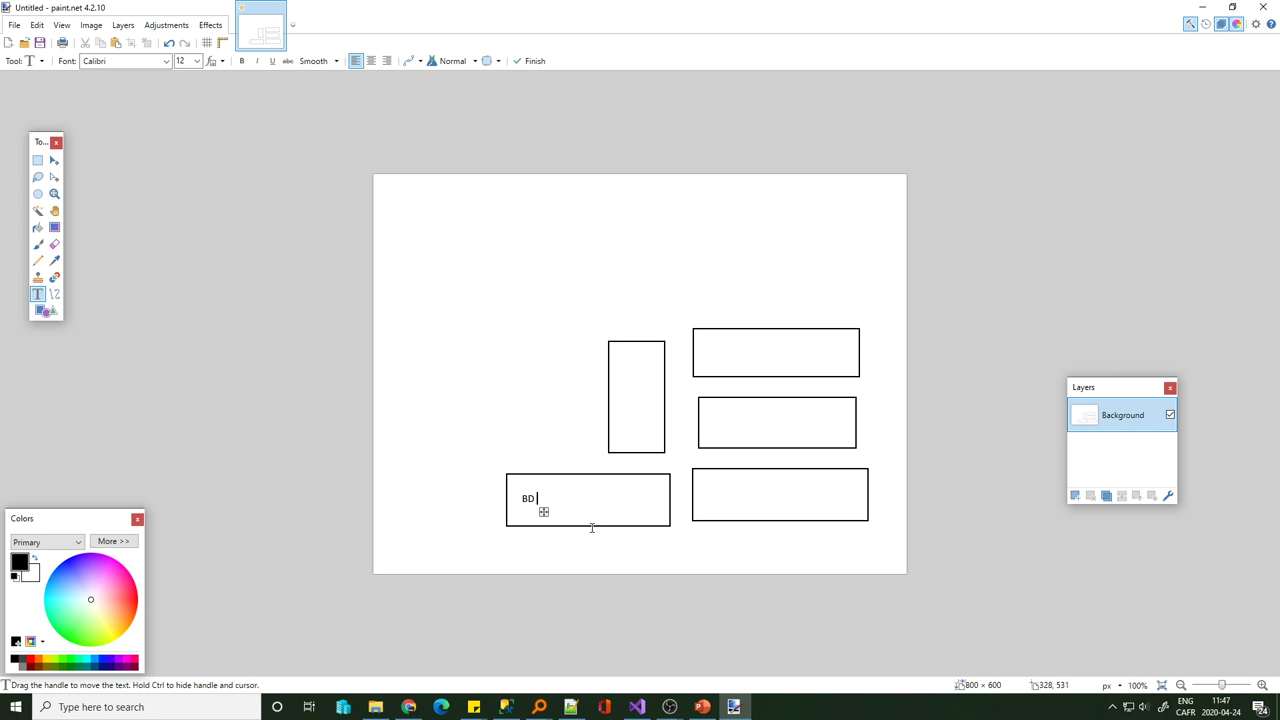 Untitled - paint.net 4.2.10
File Edit View Image Layers Adjustments Effects
Tool: T Font: Calibri 12 B I U abc Smooth Normal Finish
To...
BD
Layers
Background
Colors
Primary More >>
Drag the handle to move the text. Hold Ctrl to hide handle and cursor. 800 × 600 328, 531 px 100%
Type here to search
ENG
CAFR
11:47
2020-04-24